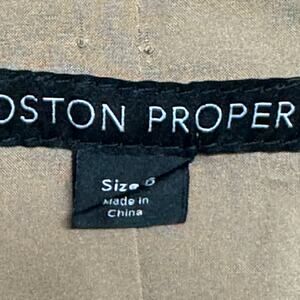 OSTON PROPER
Size 6
Made in
China